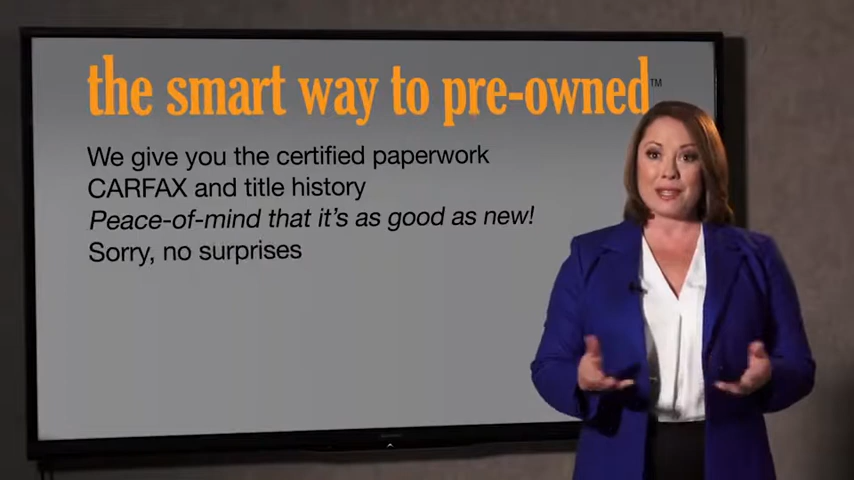 the smart way to pre-owned™
We give you the certified paperwork
CARFAX and title history
Peace-of-mind that it's as good as new!
Sorry, no surprises